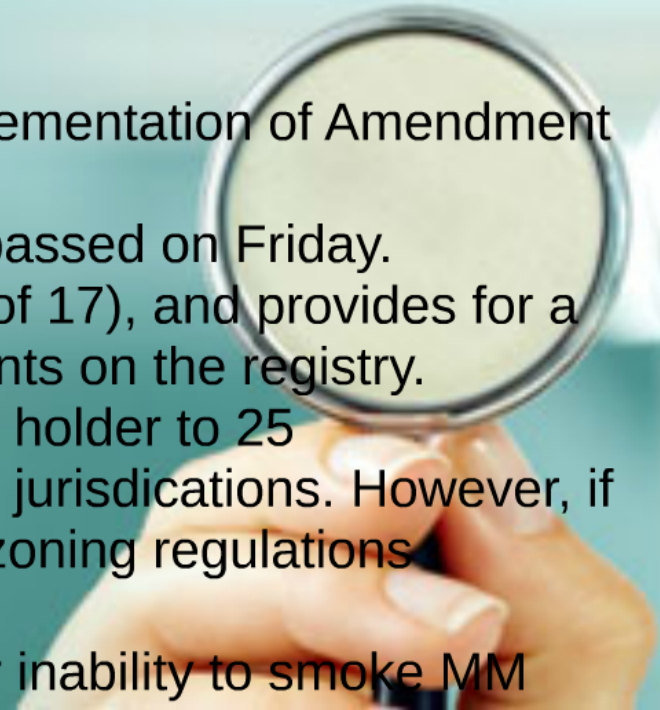 ementation of Amendment
passed on Friday.
of 17), and provides for a
nts on the registry.
holder to 25
jurisdications. However, if
zoning regulations
inability to smoke MM